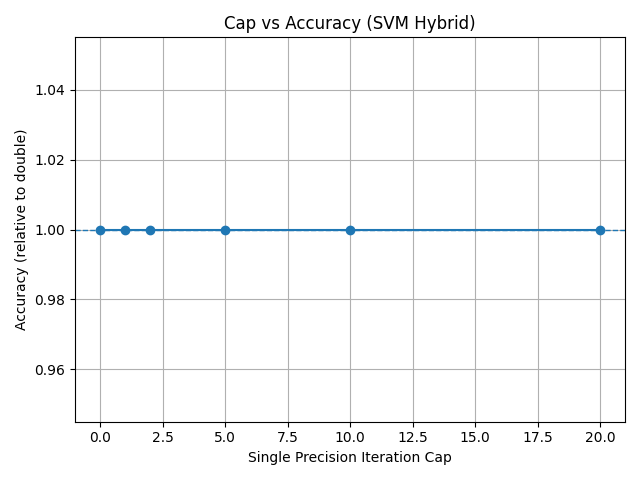 Cap vs Accuracy (SVM Hybrid)
Accuracy (relative to double)
1.04
1.02
1.00
0.98
0.96
0.0 2.5 5.0 7.5 10.0 12.5 15.0 17.5 20.0
Single Precision Iteration Cap